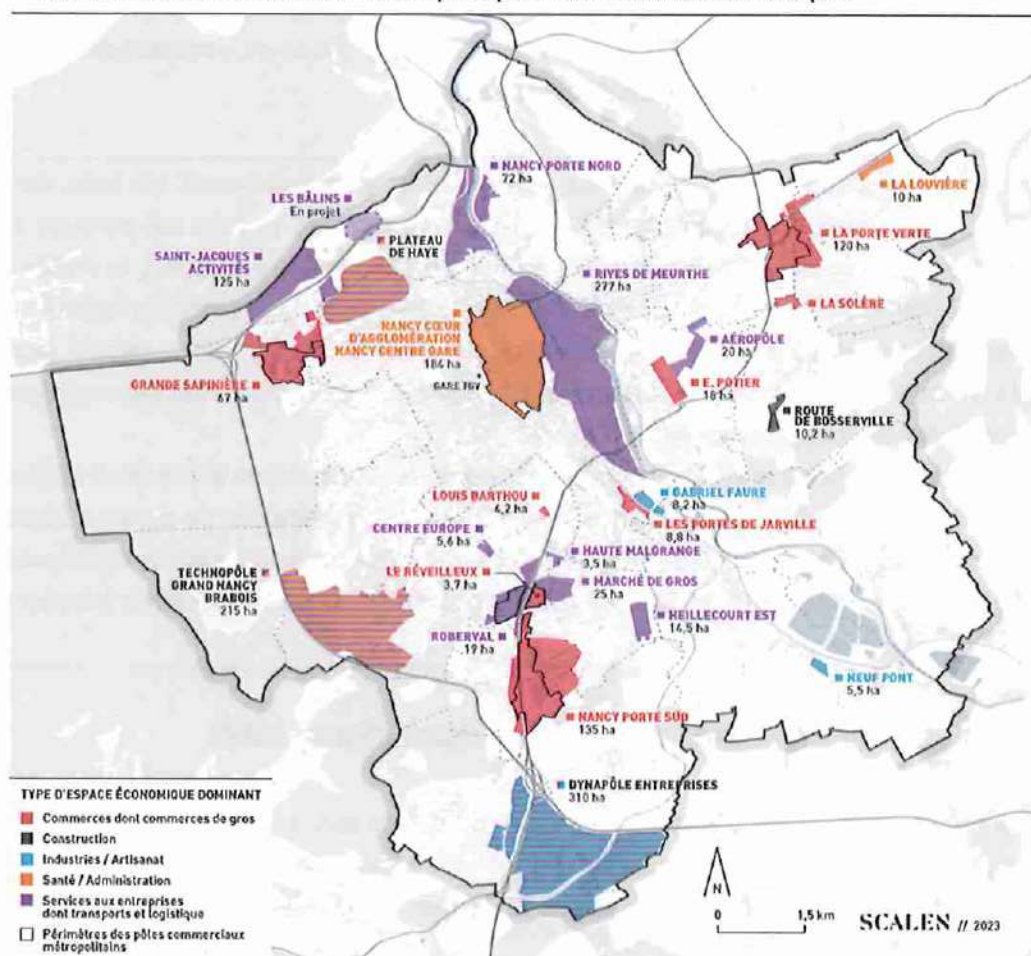 NANCY PORTE NORD
72 ha
LA LOUVIÈRE
10 ha
LES BÂLINS
En projet
LA PORTE VERTE
120 ha
PLATEAU
DE HAYE
SAINT-JACQUES
ACTIVITÉS
125 ha
RIVES DE MEURTHE
277 ha
LA SOLÈRE
NANCY CŒUR
D'AGGLOMÉRATION
NANCY CENTRE GARE
184 ha
GARE TGV
AÉROPÔLE
20 ha
GRANDE SAPINIÈRE
67 ha
E. POTIER
18 ha
ROUTE
DE BOSSERVILLE
10,2 ha
LOUIS BARTHOU
4,2 ha
GABRIEL FAURE
8,2 ha
LES PORTES DE JARVILLE
8,8 ha
CENTRE EUROPE
5,6 ha
HAUTE MALGRANGE
3,5 ha
LE RÉVEILLEUX
3,7 ha
MARCHÉ DE GROS
25 ha
TECHNOPÔLE
GRAND NANCY
BRABOIS
215 ha
HEILLECOURT EST
14,5 ha
ROBERVAL
19 ha
NEUF PONT
5,5 ha
NANCY PORTE SUD
135 ha
DYNAPÔLE ENTREPRISES
310 ha
TYPE D'ESPACE ÉCONOMIQUE DOMINANT
Commerces dont commerces de gros
Construction
Industries / Artisanat
Santé / Administration
Services aux entreprises
dont transports et logistique
Périmètres des pôles commerciaux
métropolitains
N
0 1,5 km
SCALEN // 2023